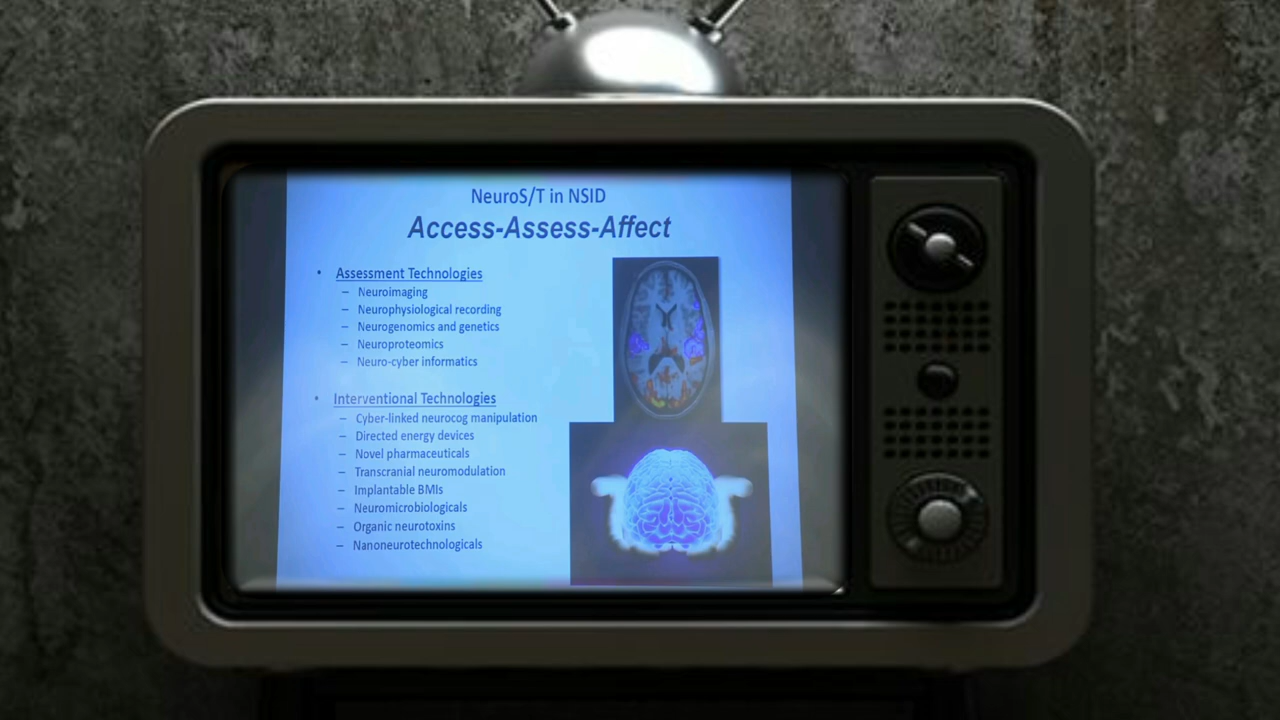 NeuroS/T in NSID
Access-Assess-Affect
• Assessment Technologies
– Neuroimaging
– Neurophysiological recording
– Neurogenomics and genetics
– Neuroproteomics
– Neuro-cyber informatics
• Interventional Technologies
– Cyber-linked neurocog manipulation
– Directed energy devices
– Novel pharmaceuticals
– Transcranial neuromodulation
– Implantable BMIs
– Neuromicrobiologicals
– Organic neurotoxins
– Nanoneurotechnologicals